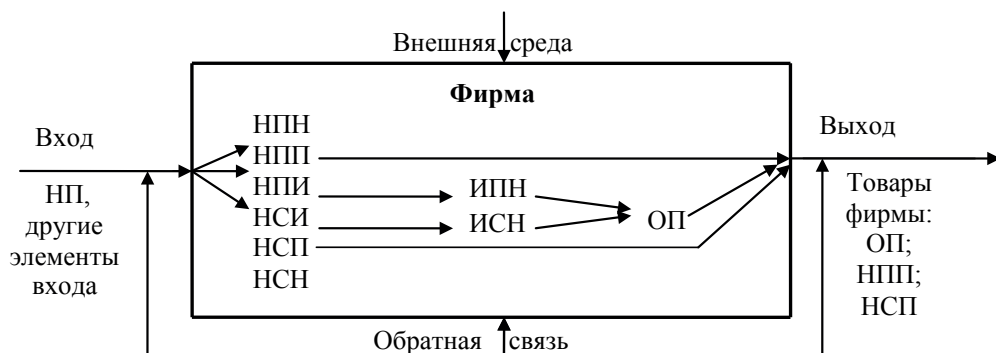 Внешняя среда
Фирма
Вход
НП,
другие
элементы
входа
НПН
НПП
НПИ
НСИ
НСП
НСН
ИПН
ИСН
ОП
Выход
Товары
фирмы:
ОП;
НПП;
НСП
Обратная связь